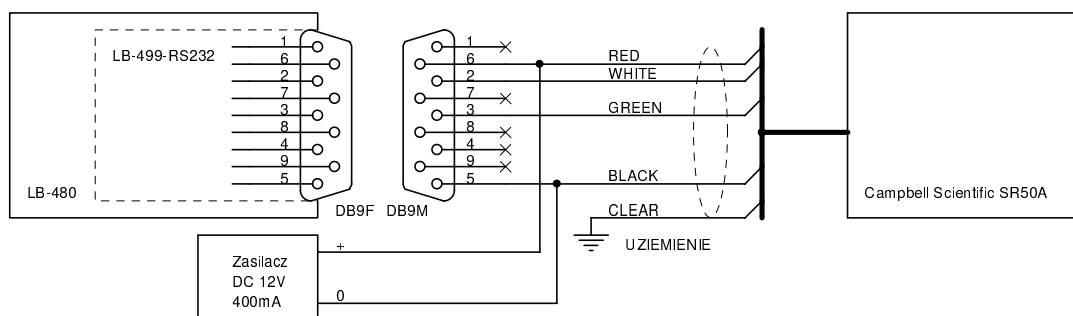 LB-499-RS232
1
6
2
7
3
8
4
9
5
LB-480
DB9F
DB9M
1
6
2
7
3
8
4
9
5
RED
WHITE
GREEN
BLACK
CLEAR
UZIEMIENIE
Campbell Scientific SR50A
Zasilacz
DC 12V
400mA
+
0